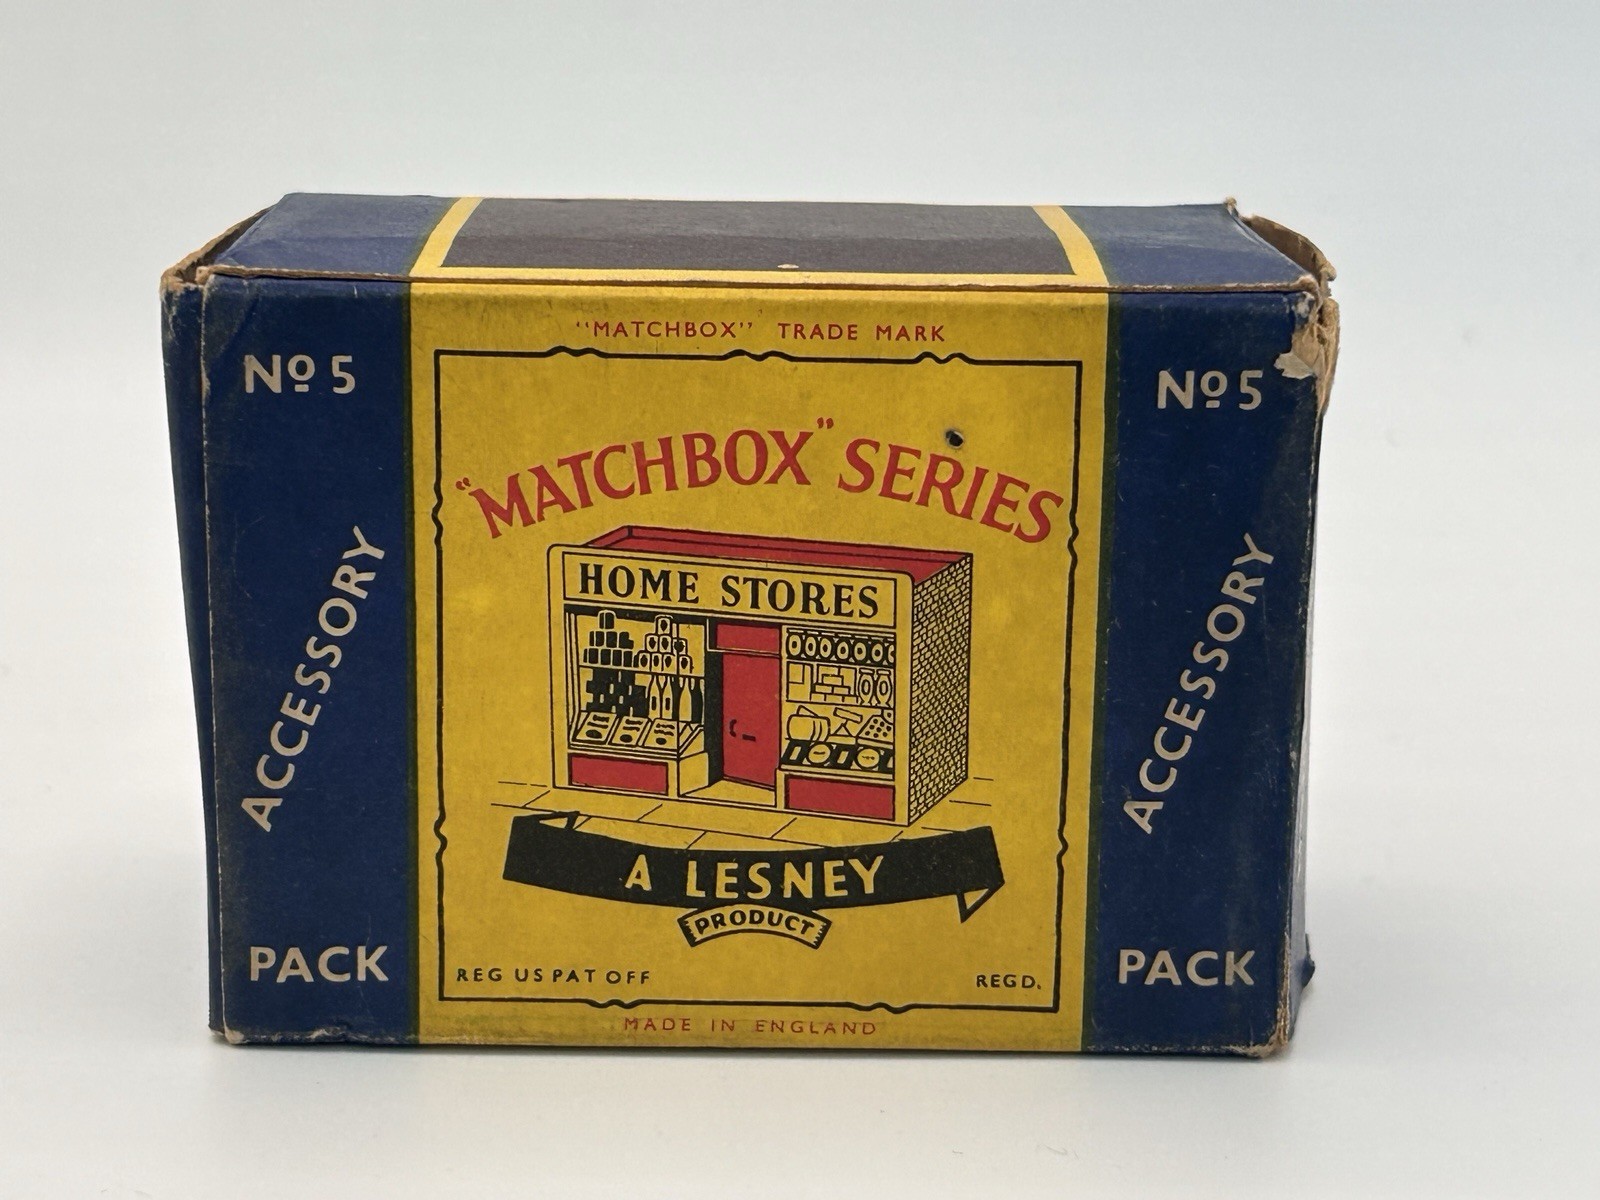 "MATCHBOX" TRADE MARK
Nº 5
Nº 5
"MATCHBOX" SERIES
HOME STORES
ACCESSORY
ACCESSORY
A LESNEY
PRODUCT
PACK
PACK
REG US PAT OFF
REGD.
MADE IN ENGLAND